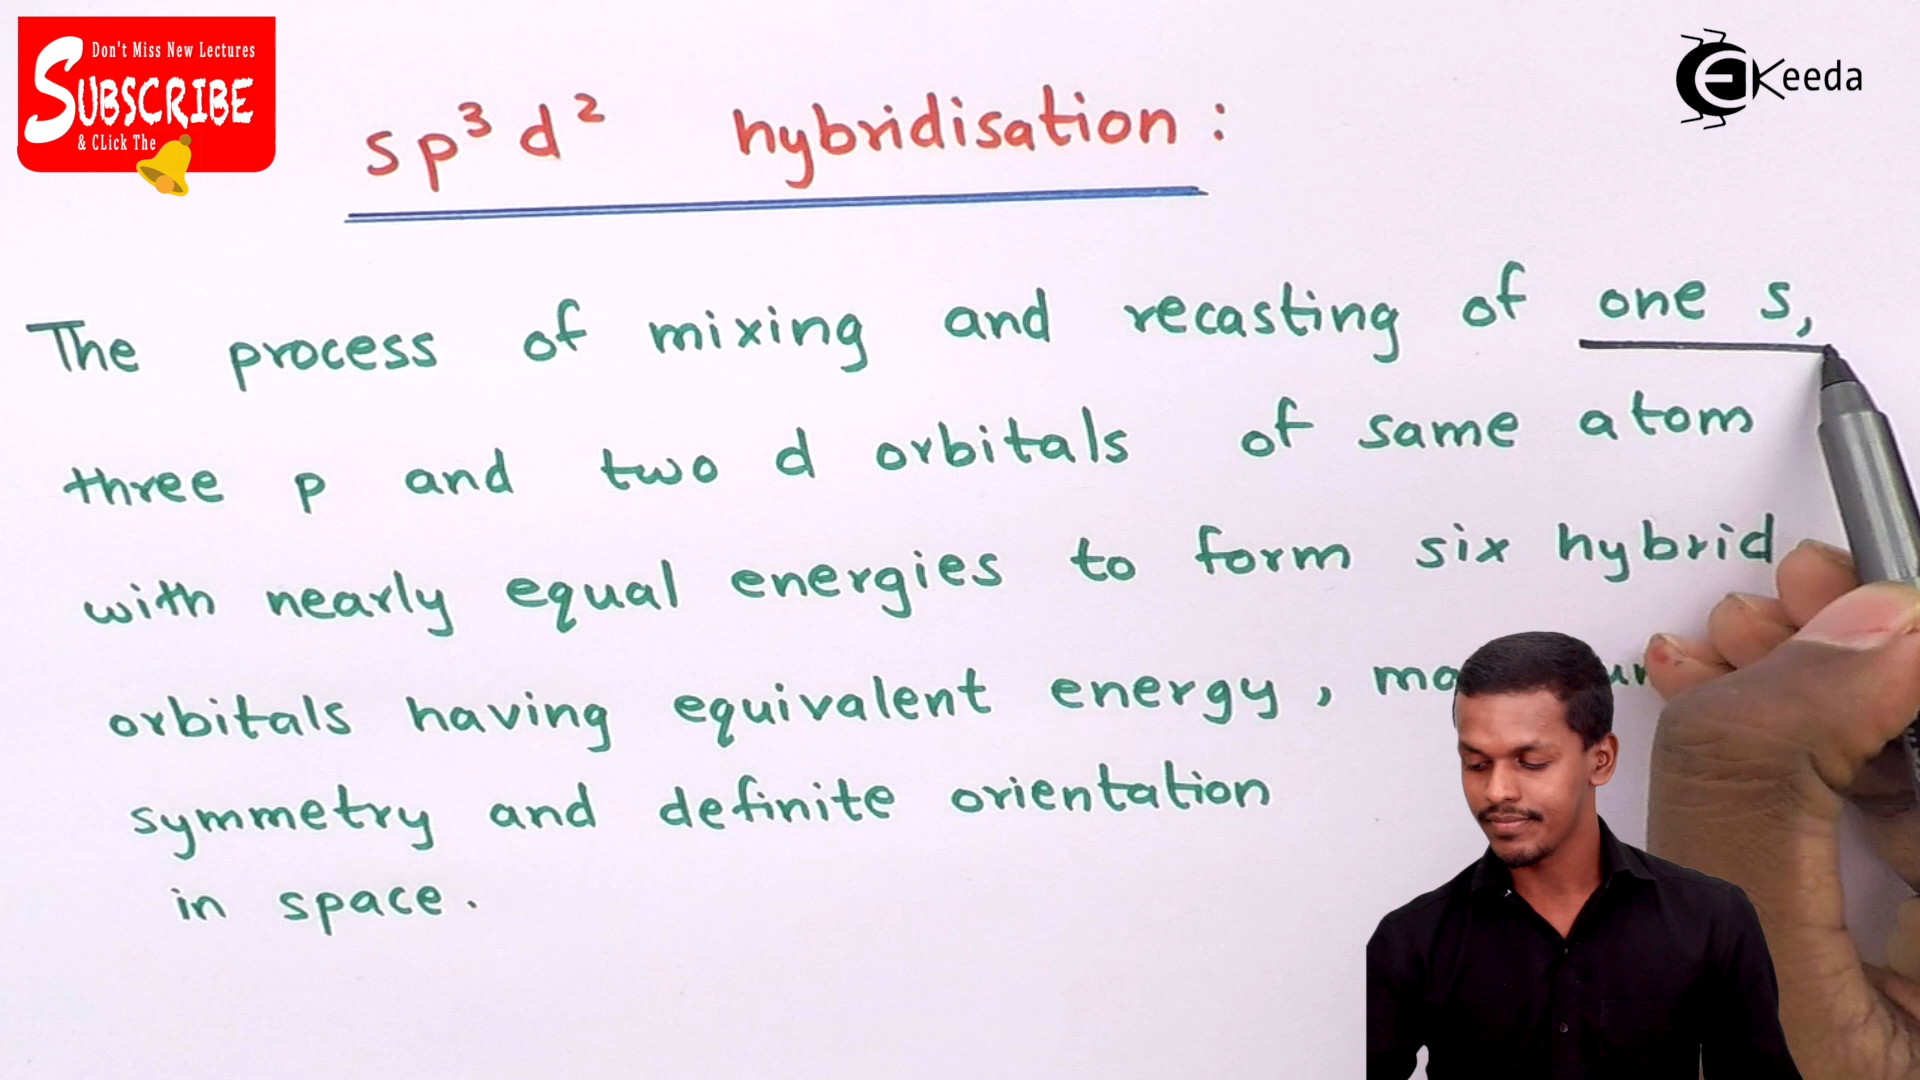 Don't Miss New Lectures
SUBSCRIBE
& CLick The
Keeda
sp³d² hybridisation:
The process of mixing and recasting of one s,
three p and two d orbitals of same atom
with nearly equal energies to form six hybrid
orbitals having equivalent energy,
symmetry and definite orientation
in space.